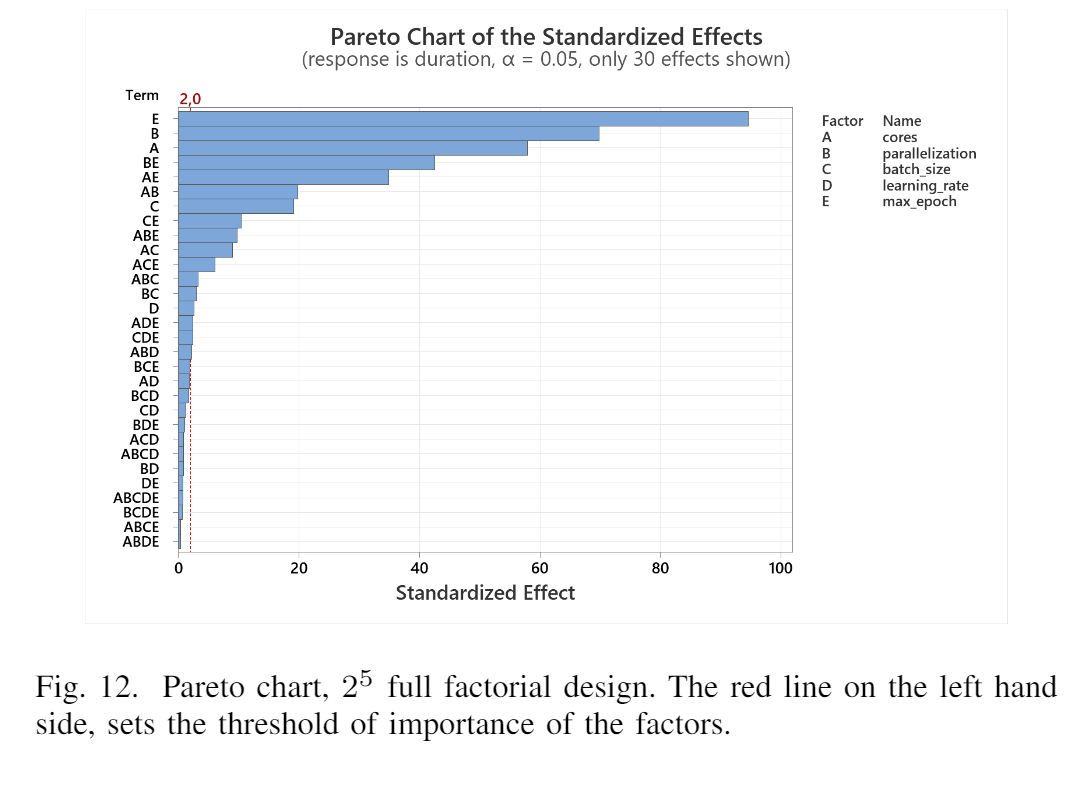 Pareto Chart of the Standardized Effects
(response is duration, α = 0.05, only 30 effects shown)
Term
2,0
E
B
A
BE
AE
AB
C
CE
ABE
AC
ACE
ABC
BC
D
ADE
CDE
ABD
BCE
AD
BCD
CD
BDE
ACD
ABCD
BD
DE
ABCDE
BCDE
ABCE
ABDE
0 20 40 60 80 100
Standardized Effect
Factor Name
A cores
B parallelization
C batch_size
D learning_rate
E max_epoch
Fig. 12. Pareto chart, 2⁵ full factorial design. The red line on the left hand
side, sets the threshold of importance of the factors.